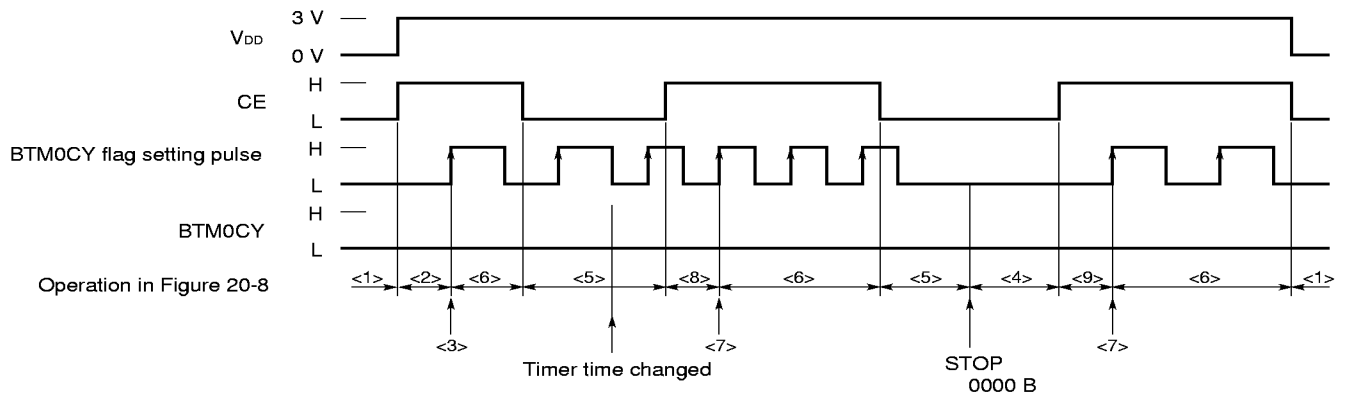 3 V
VDD
0 V
H
CE
L
BTM0CY flag setting pulse
H
L
H
BTM0CY
L
Operation in Figure 20-8
<1> <2> <6> <5> <8> <6> <5> <4> <9> <6> <1>
<3> <7> <7>
Timer time changed
STOP
0000 B